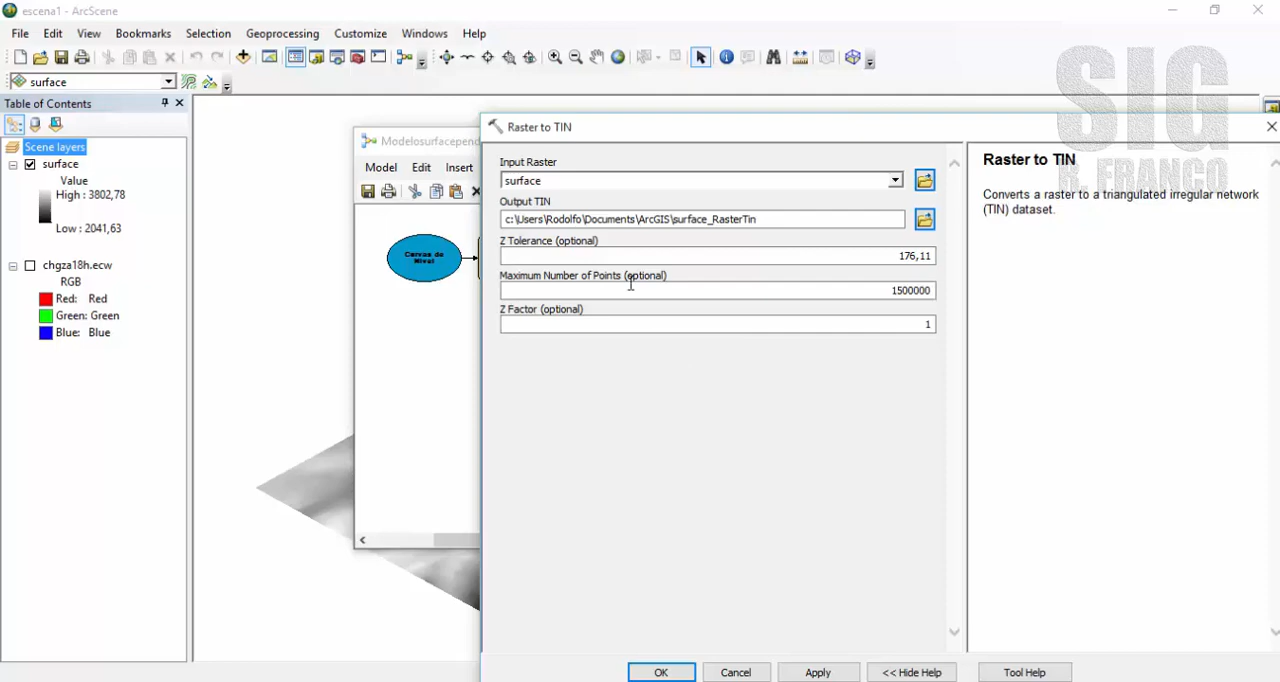 escena1 - ArcScene
File Edit View Bookmarks Selection Geoprocessing Customize Windows Help
surface
Table of Contents
Scene layers
surface
Value
High : 3802,78
Low : 2041,63
chgza18h.ecw
RGB
Red: Red
Green: Green
Blue: Blue
Modelosurfacepend
Model Edit Insert
Curvas de
Nivel
Raster to TIN
Input Raster
surface
Output TIN
c:\Users\Rodolfo\Documents\ArcGIS\surface_RasterTin
Z Tolerance (optional)
176,11
Maximum Number of Points (optional)
1500000
Z Factor (optional)
1
OK Cancel Apply << Hide Help Tool Help
Raster to TIN
Converts a raster to a triangulated irregular network
(TIN) dataset.
SIG
R. FRANCO